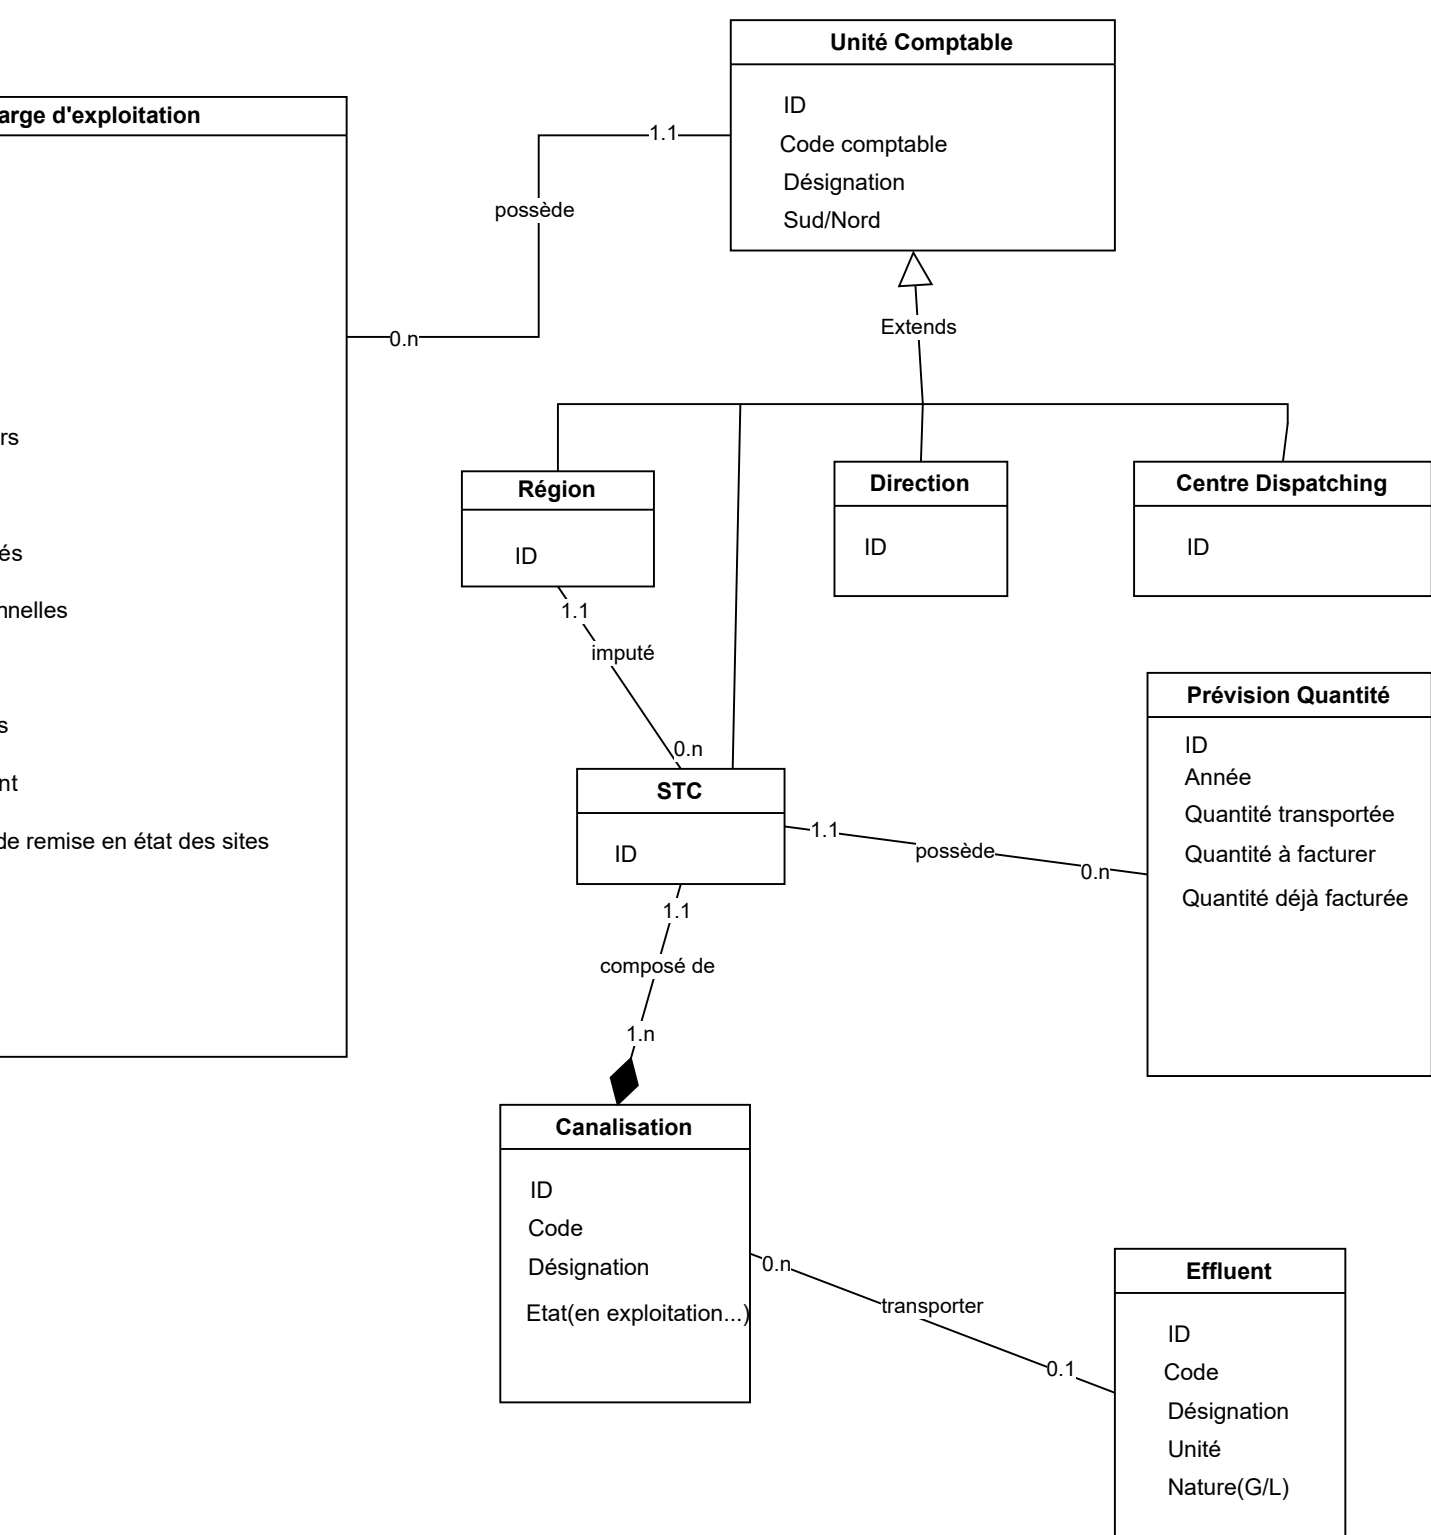 Unité Comptable
ID
Code comptable
Désignation
Sud/Nord
arge d'exploitation
rs
és
nnelles
s
nt
de remise en état des sites
1.1
possède
0.n
Extends
Région
ID
Direction
ID
Centre Dispatching
ID
1.1
imputé
0.n
STC
ID
1.1
possède
0.n
Prévision Quantité
ID
Année
Quantité transportée
Quantité à facturer
Quantité déjà facturée
1.1
composé de
1.n
Canalisation
ID
Code
Désignation
Etat(en exploitation...)
0.n
transporter
0.1
Effluent
ID
Code
Désignation
Unité
Nature(G/L)